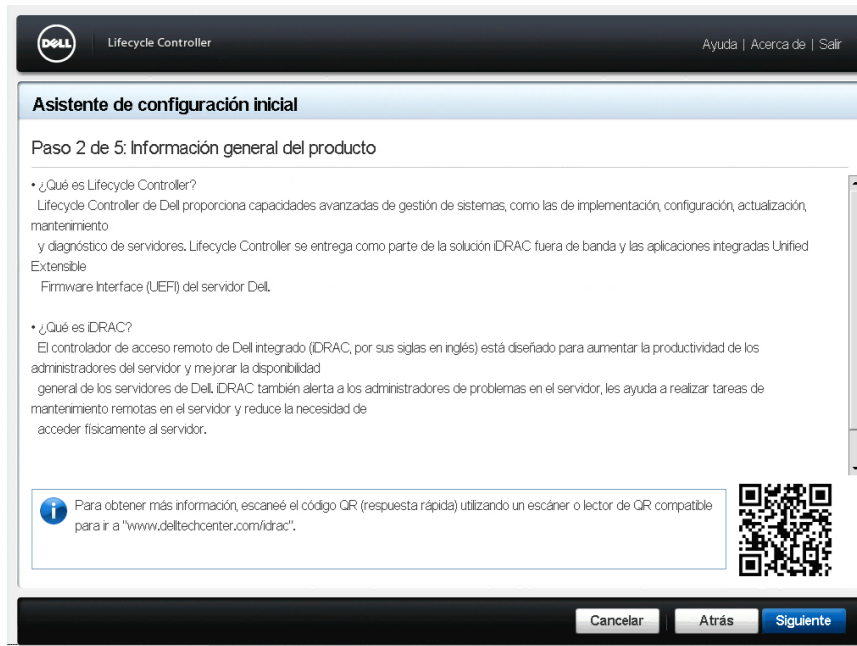 DELL
Lifecycle Controller
Ayuda | Acerca de | Salir
Asistente de configuración inicial
Paso 2 de 5: Información general del producto
• ¿Qué es Lifecycle Controller?
Lifecycle Controller de Dell proporciona capacidades avanzadas de gestión de sistemas, como las de implementación, configuración, actualización,
mantenimiento
y diagnóstico de servidores. Lifecycle Controller se entrega como parte de la solución iDRAC fuera de banda y las aplicaciones integradas Unified
Extensible
Firmware Interface (UEFI) del servidor Dell.
• ¿Qué es iDRAC?
El controlador de acceso remoto de Dell integrado (iDRAC, por sus siglas en inglés) está diseñado para aumentar la productividad de los
administradores del servidor y mejorar la disponibilidad
general de los servidores de Dell. iDRAC también alerta a los administradores de problemas en el servidor, les ayuda a realizar tareas de
mantenimiento remotas en el servidor y reduce la necesidad de
acceder físicamente al servidor.
Para obtener más información, escaneé el código QR (respuesta rápida) utilizando un escáner o lector de QR compatible
para ir a "www.delltechcenter.com/idrac".
Cancelar
Atrás
Siguiente